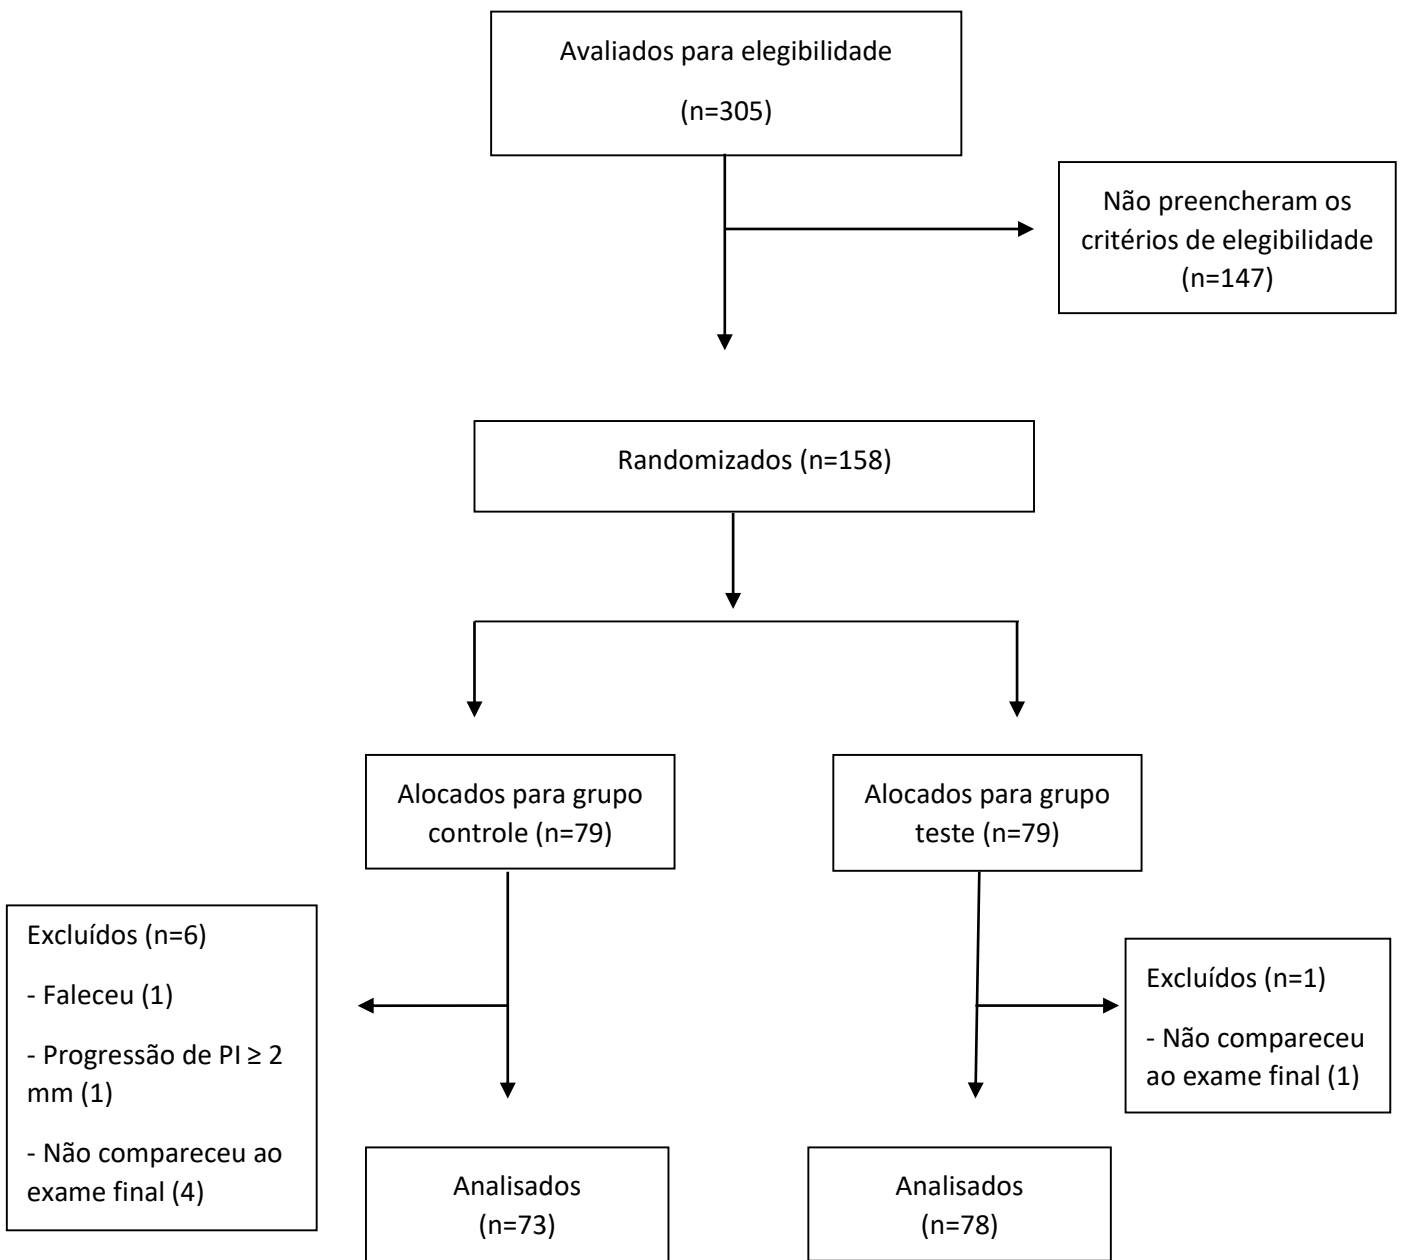 Avaliados para elegibilidade
(n=305)
Não preencheram os
critérios de elegibilidade
(n=147)
Randomizados (n=158)
Alocados para grupo
controle (n=79)
Alocados para grupo
teste (n=79)
Excluídos (n=6)
- Faleceu (1)
- Progressão de PI ≥ 2
mm (1)
- Não compareceu ao
exame final (4)
Excluídos (n=1)
- Não compareceu
ao exame final (1)
Analisados
(n=73)
Analisados
(n=78)